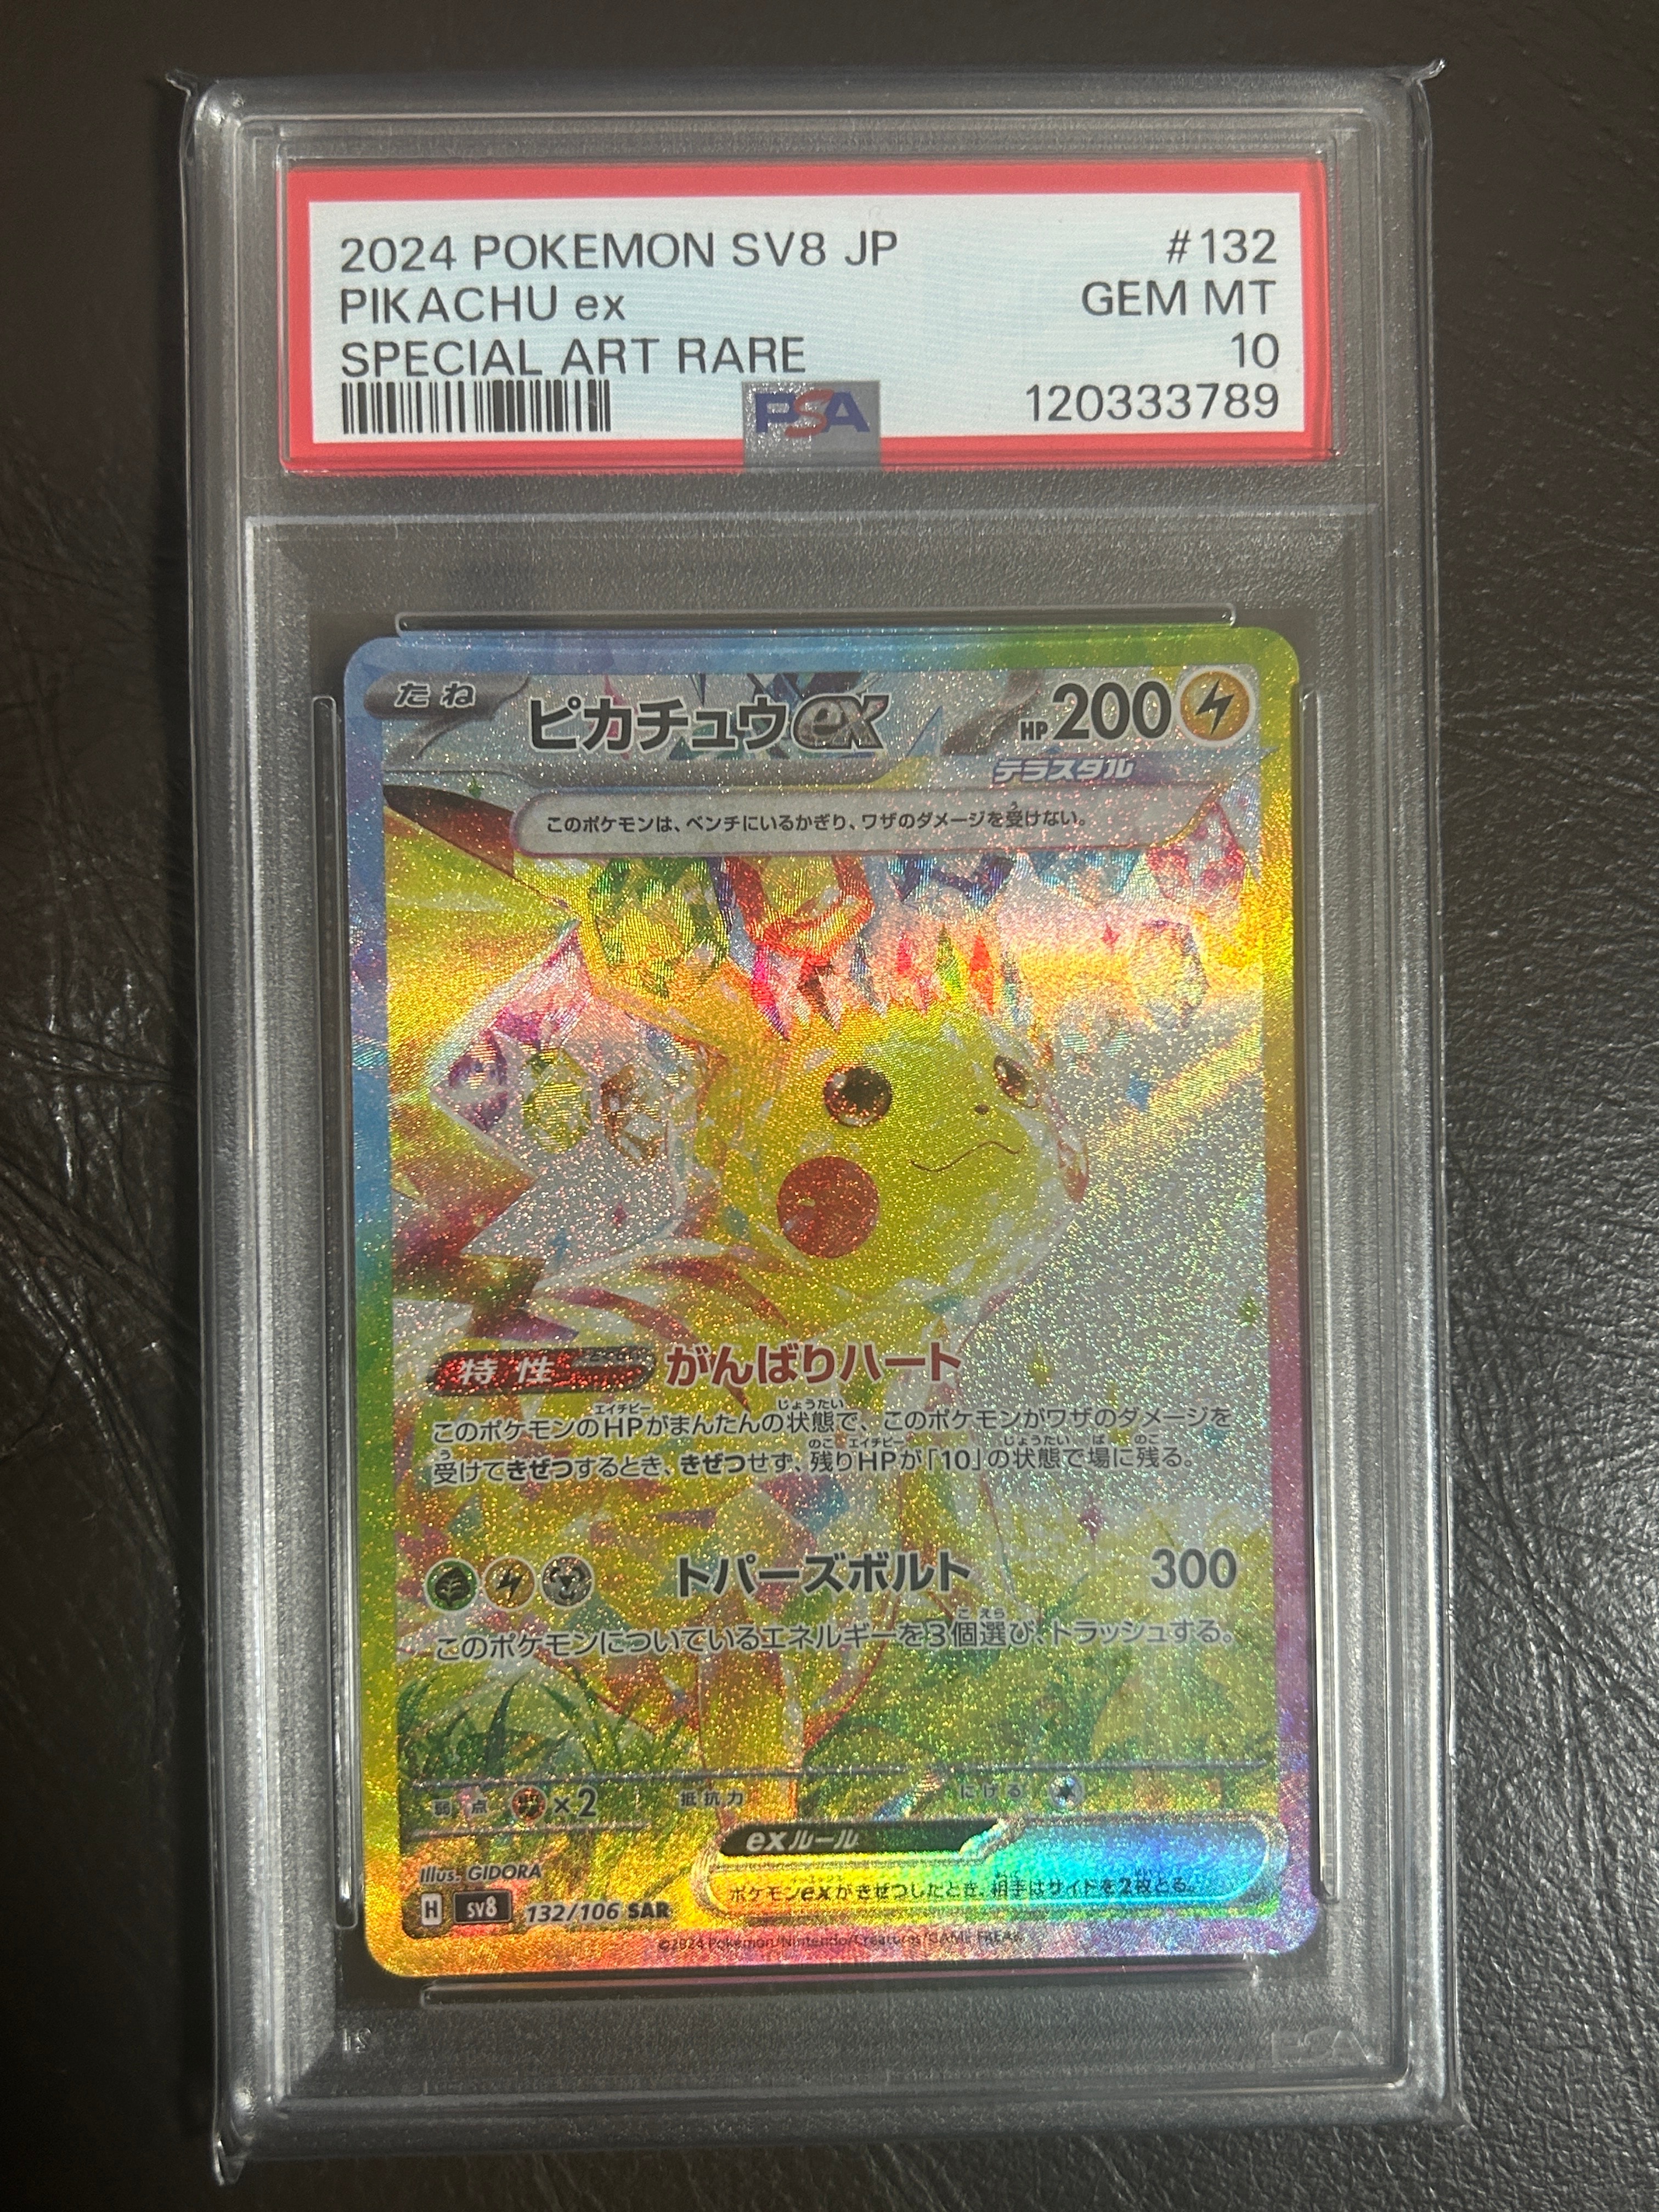 2024 POKEMON SV8 JP #132
PIKACHU ex GEM MT
SPECIAL ART RARE 10
PSA 120333789
たね ピカチュウex HP200
テラスタル
このポケモンは、ベンチにいるかぎり、ワザのダメージを受けない。
特性 がんばりハート
このポケモンのHPがまんたんの状態で、このポケモンがワザのダメージを
受けてきぜつするとき、きぜつせず、残りHPが「10」の状態で場に残る。
トパーズボルト 300
このポケモンについているエネルギーを3個選び、トラッシュする。
弱点 ×2 抵抗力 にげる
exルール
ポケモンexがきぜつしたとき、相手はサイドを2枚とる。
Illus. GIDORA
H sv8 132/106 SAR
©2024 Pokémon/Nintendo/Creatures/GAME FREAK
PSA